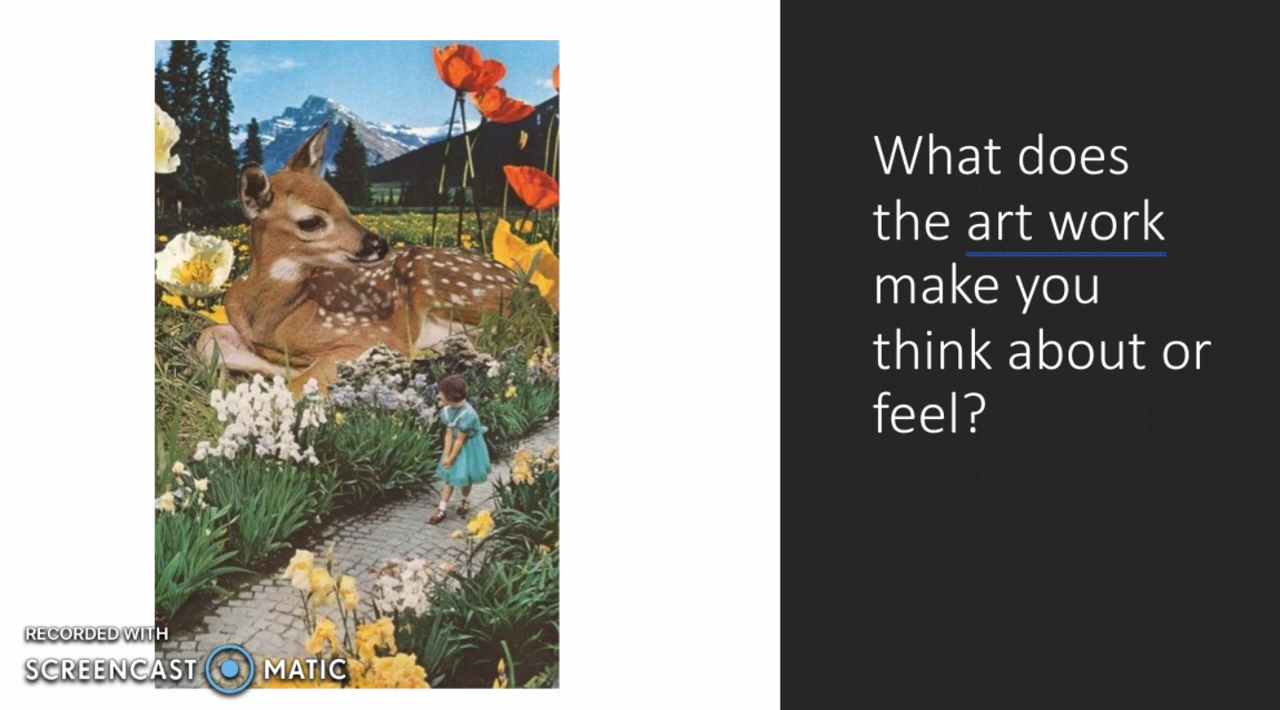 What does
the art work
make you
think about or
feel?
RECORDED WITH
SCREENCAST MATIC